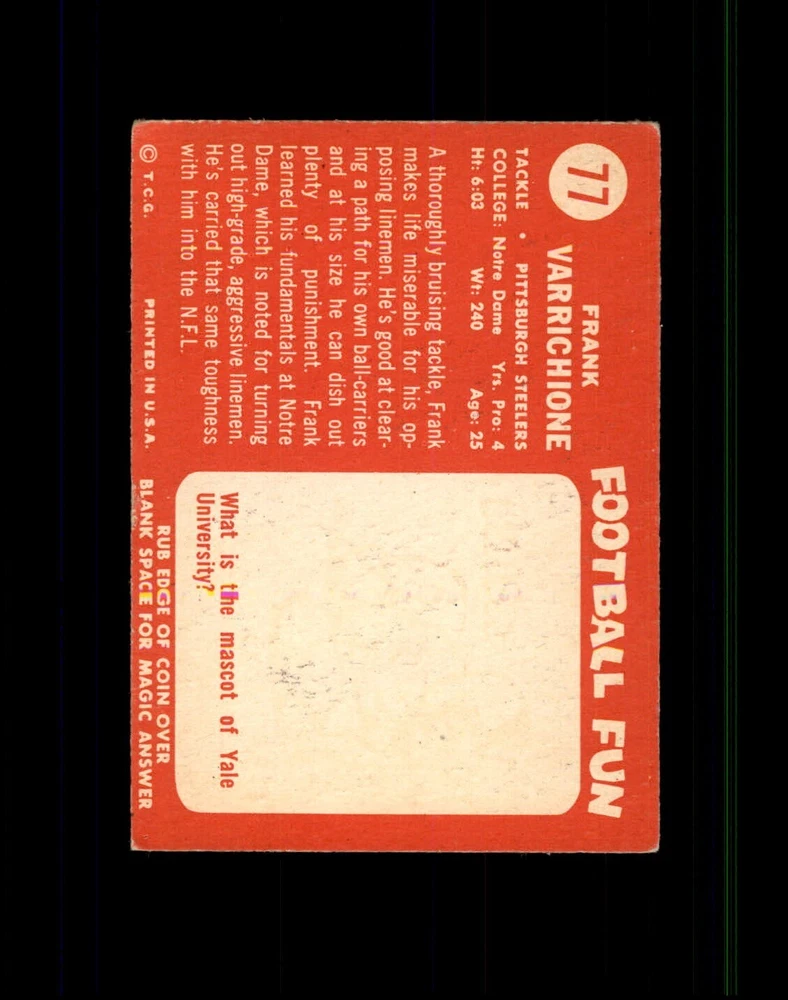 77
FRANK
VARRICHIONE
TACKLE • PITTSBURGH STEELERS
COLLEGE: Notre Dame Yrs. Pro: 4
Ht: 6:03 Wt: 240 Age: 25
A thoroughly bruising tackle, Frank
makes life miserable for his op-
posing linemen. He's good at clear-
ing a path for his own ball-carriers
and at his size he can dish out
plenty of punishment. Frank
learned his fundamentals at Notre
Dame, which is noted for turning
out high-grade, aggressive linemen.
He's carried that same toughness
with him into the N.F.L.
© T.C.G. PRINTED IN U.S.A.
FOOTBALL FUN
What is the mascot of Yale
University?
RUB EDGE OF COIN OVER
BLANK SPACE FOR MAGIC ANSWER